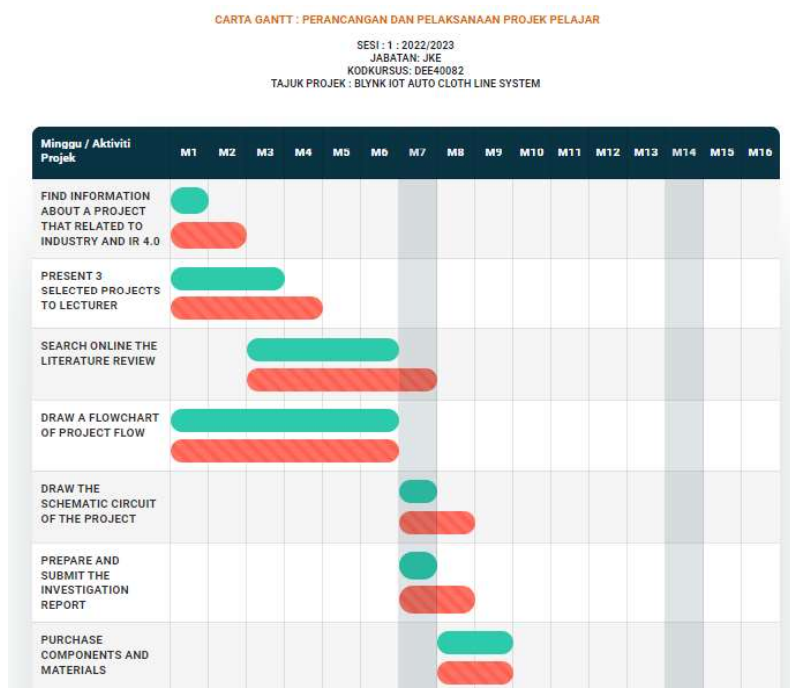 CARTA GANTT : PERANCANGAN DAN PELAKSANAAN PROJEK PELAJAR
SESI : 1 : 2022/2023
JABATAN: JKE
KODKURSUS: DEE40082
TAJUK PROJEK : BLYNK IOT AUTO CLOTH LINE SYSTEM
Minggu / Aktiviti
Projek
M1 M2 M3 M4 M5 M6 M7 M8 M9 M10 M11 M12 M13 M14 M15 M16
FIND INFORMATION
ABOUT A PROJECT
THAT RELATED TO
INDUSTRY AND IR 4.0
PRESENT 3
SELECTED PROJECTS
TO LECTURER
SEARCH ONLINE THE
LITERATURE REVIEW
DRAW A FLOWCHART
OF PROJECT FLOW
DRAW THE
SCHEMATIC CIRCUIT
OF THE PROJECT
PREPARE AND
SUBMIT THE
INVESTIGATION
REPORT
PURCHASE
COMPONENTS AND
MATERIALS